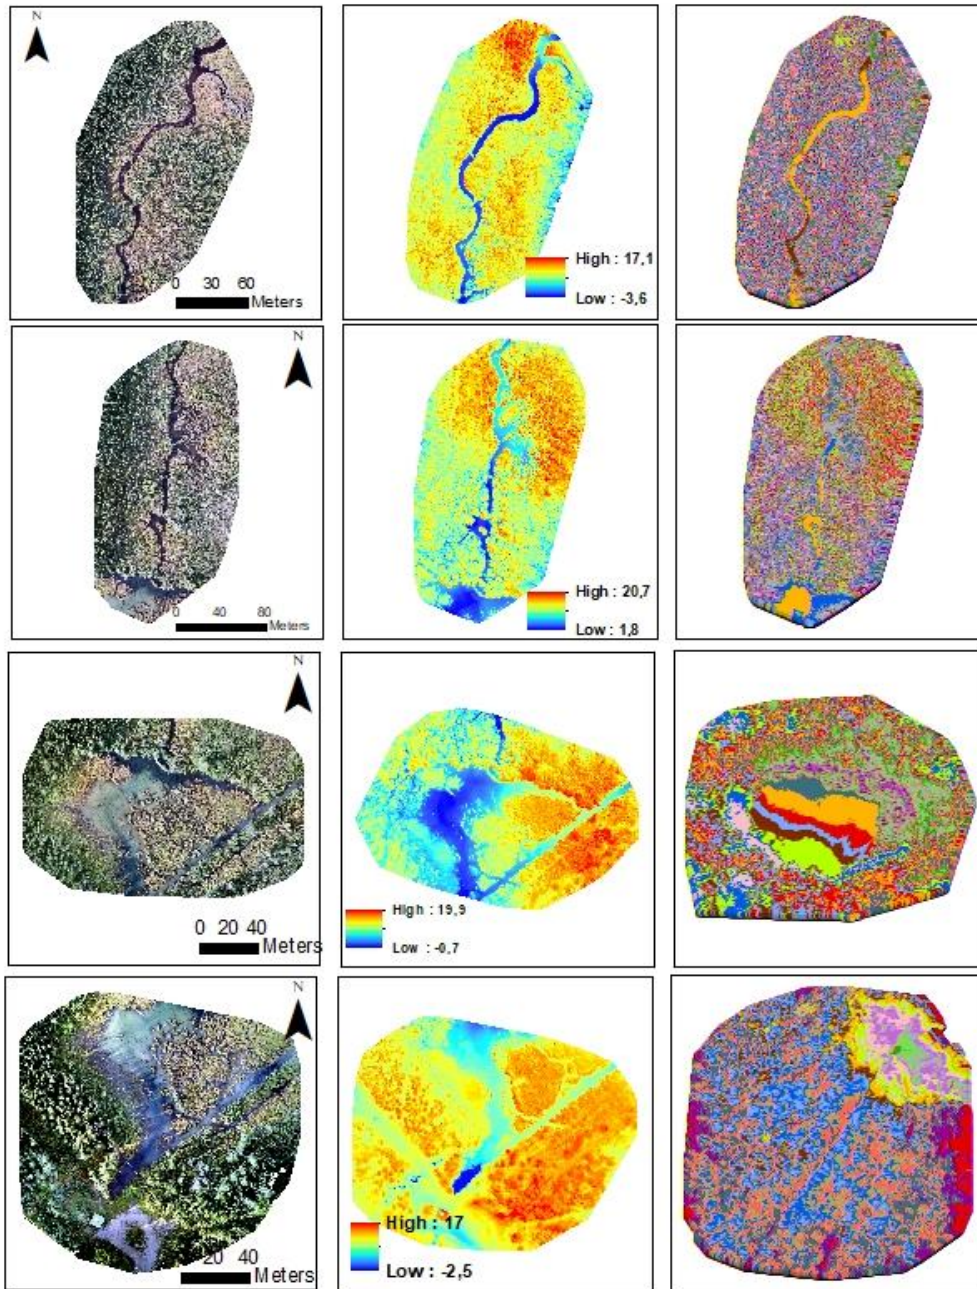 N
0 30 60
Meters
High : 17,1
Low : -3,6
N
0 40 80
Meters
High : 20,7
Low : 1,8
N
0 20 40
Meters
High : 19,9
Low : -0,7
N
20 40
Meters
High : 17
Low : -2,5